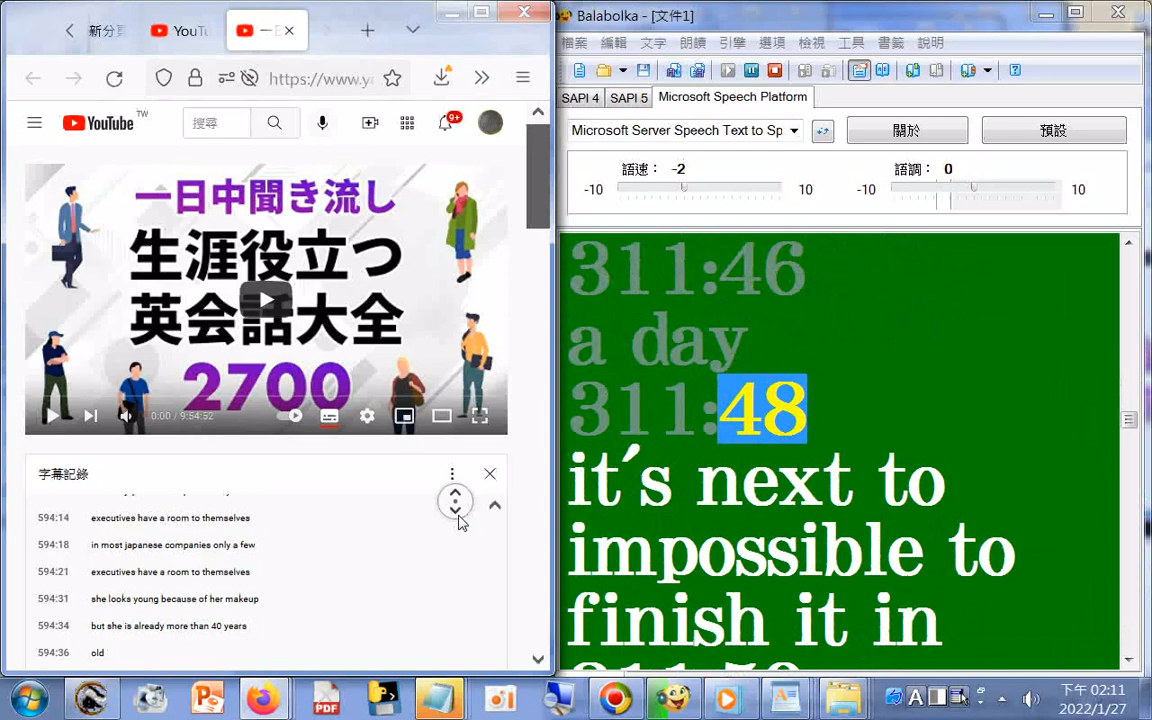 新分
YouTu
一E
https://www.y
TW
YouTube
搜尋
9+
一日中聞き流し
生涯役立つ
英会話大全
2700
0:00 / 9:54:52
字幕記錄
594:14 executives have a room to themselves
594:18 in most japanese companies only a few
594:21 executives have a room to themselves
594:31 she looks young because of her makeup
594:34 but she is already more than 40 years
594:36 old
Balabolka - [文件1]
檔案 編輯 文字 朗讀 引擎 選項 檢視 工具 書籤 說明
SAPI 4 SAPI 5 Microsoft Speech Platform
Microsoft Server Speech Text to Sp
關於
預設
語速： -2
-10 10
語調： 0
-10 10
311:46
a day
311:48
it's next to
impossible to
finish it in
311:50
PDF
A
下午 02:11
2022/1/27